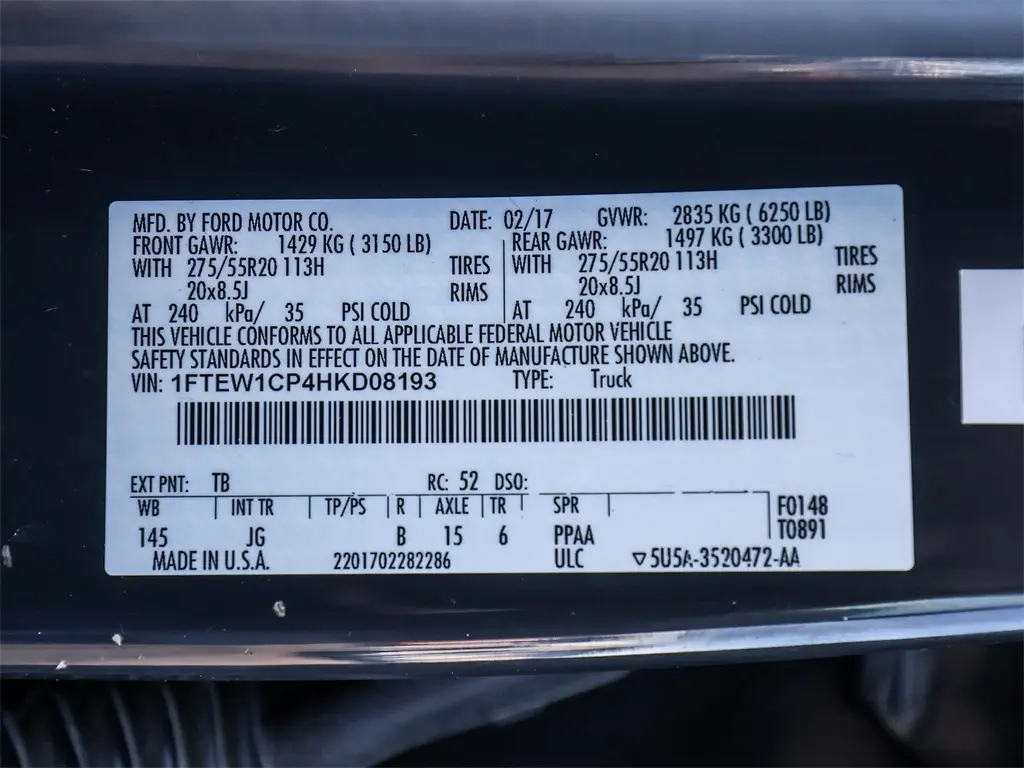 MFD. BY FORD MOTOR CO. DATE: 02/17 GVWR: 2835 KG ( 6250 LB)
FRONT GAWR: 1429 KG ( 3150 LB) REAR GAWR: 1497 KG ( 3300 LB)
WITH 275/55R20 113H TIRES WITH 275/55R20 113H TIRES
20x8.5J RIMS 20x8.5J RIMS
AT 240 kPa/ 35 PSI COLD AT 240 kPa/ 35 PSI COLD
THIS VEHICLE CONFORMS TO ALL APPLICABLE FEDERAL MOTOR VEHICLE
SAFETY STANDARDS IN EFFECT ON THE DATE OF MANUFACTURE SHOWN ABOVE.
VIN: 1FTEW1CP4HKD08193 TYPE: Truck
EXT PNT: TB RC: 52 DSO:
WB INT TR TP/PS R AXLE TR SPR F0148
145 JG B 15 6 PPAA T0891
MADE IN U.S.A. 2201702282286 ULC ▽5U5A-3520472-AA